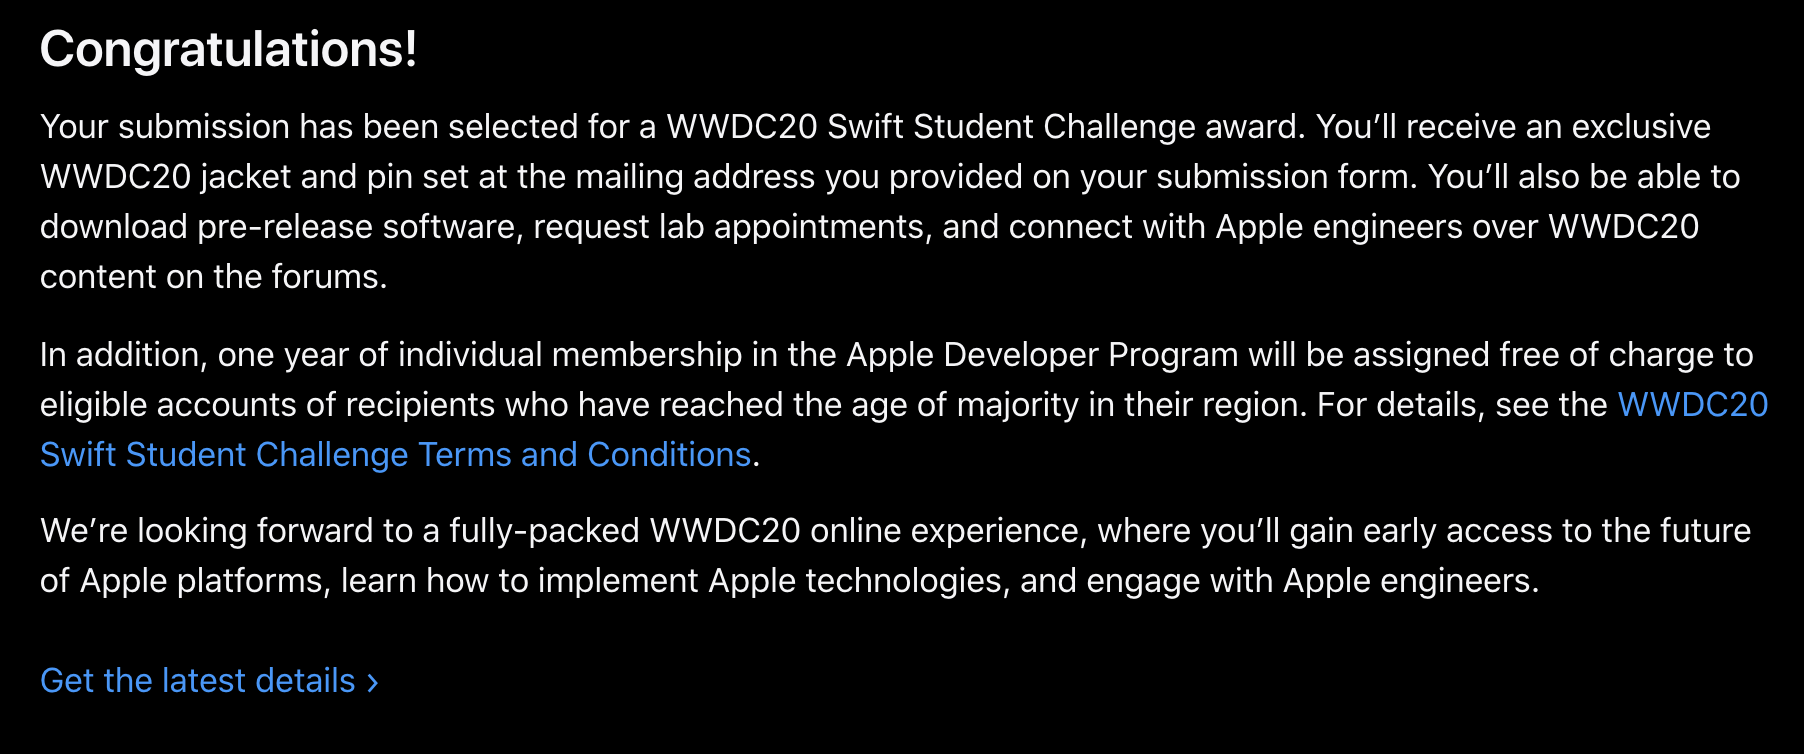 Congratulations!
Your submission has been selected for a WWDC20 Swift Student Challenge award. You’ll receive an exclusive
WWDC20 jacket and pin set at the mailing address you provided on your submission form. You’ll also be able to
download pre-release software, request lab appointments, and connect with Apple engineers over WWDC20
content on the forums.
In addition, one year of individual membership in the Apple Developer Program will be assigned free of charge to
eligible accounts of recipients who have reached the age of majority in their region. For details, see the WWDC20
Swift Student Challenge Terms and Conditions.
We’re looking forward to a fully-packed WWDC20 online experience, where you’ll gain early access to the future
of Apple platforms, learn how to implement Apple technologies, and engage with Apple engineers.
Get the latest details ›